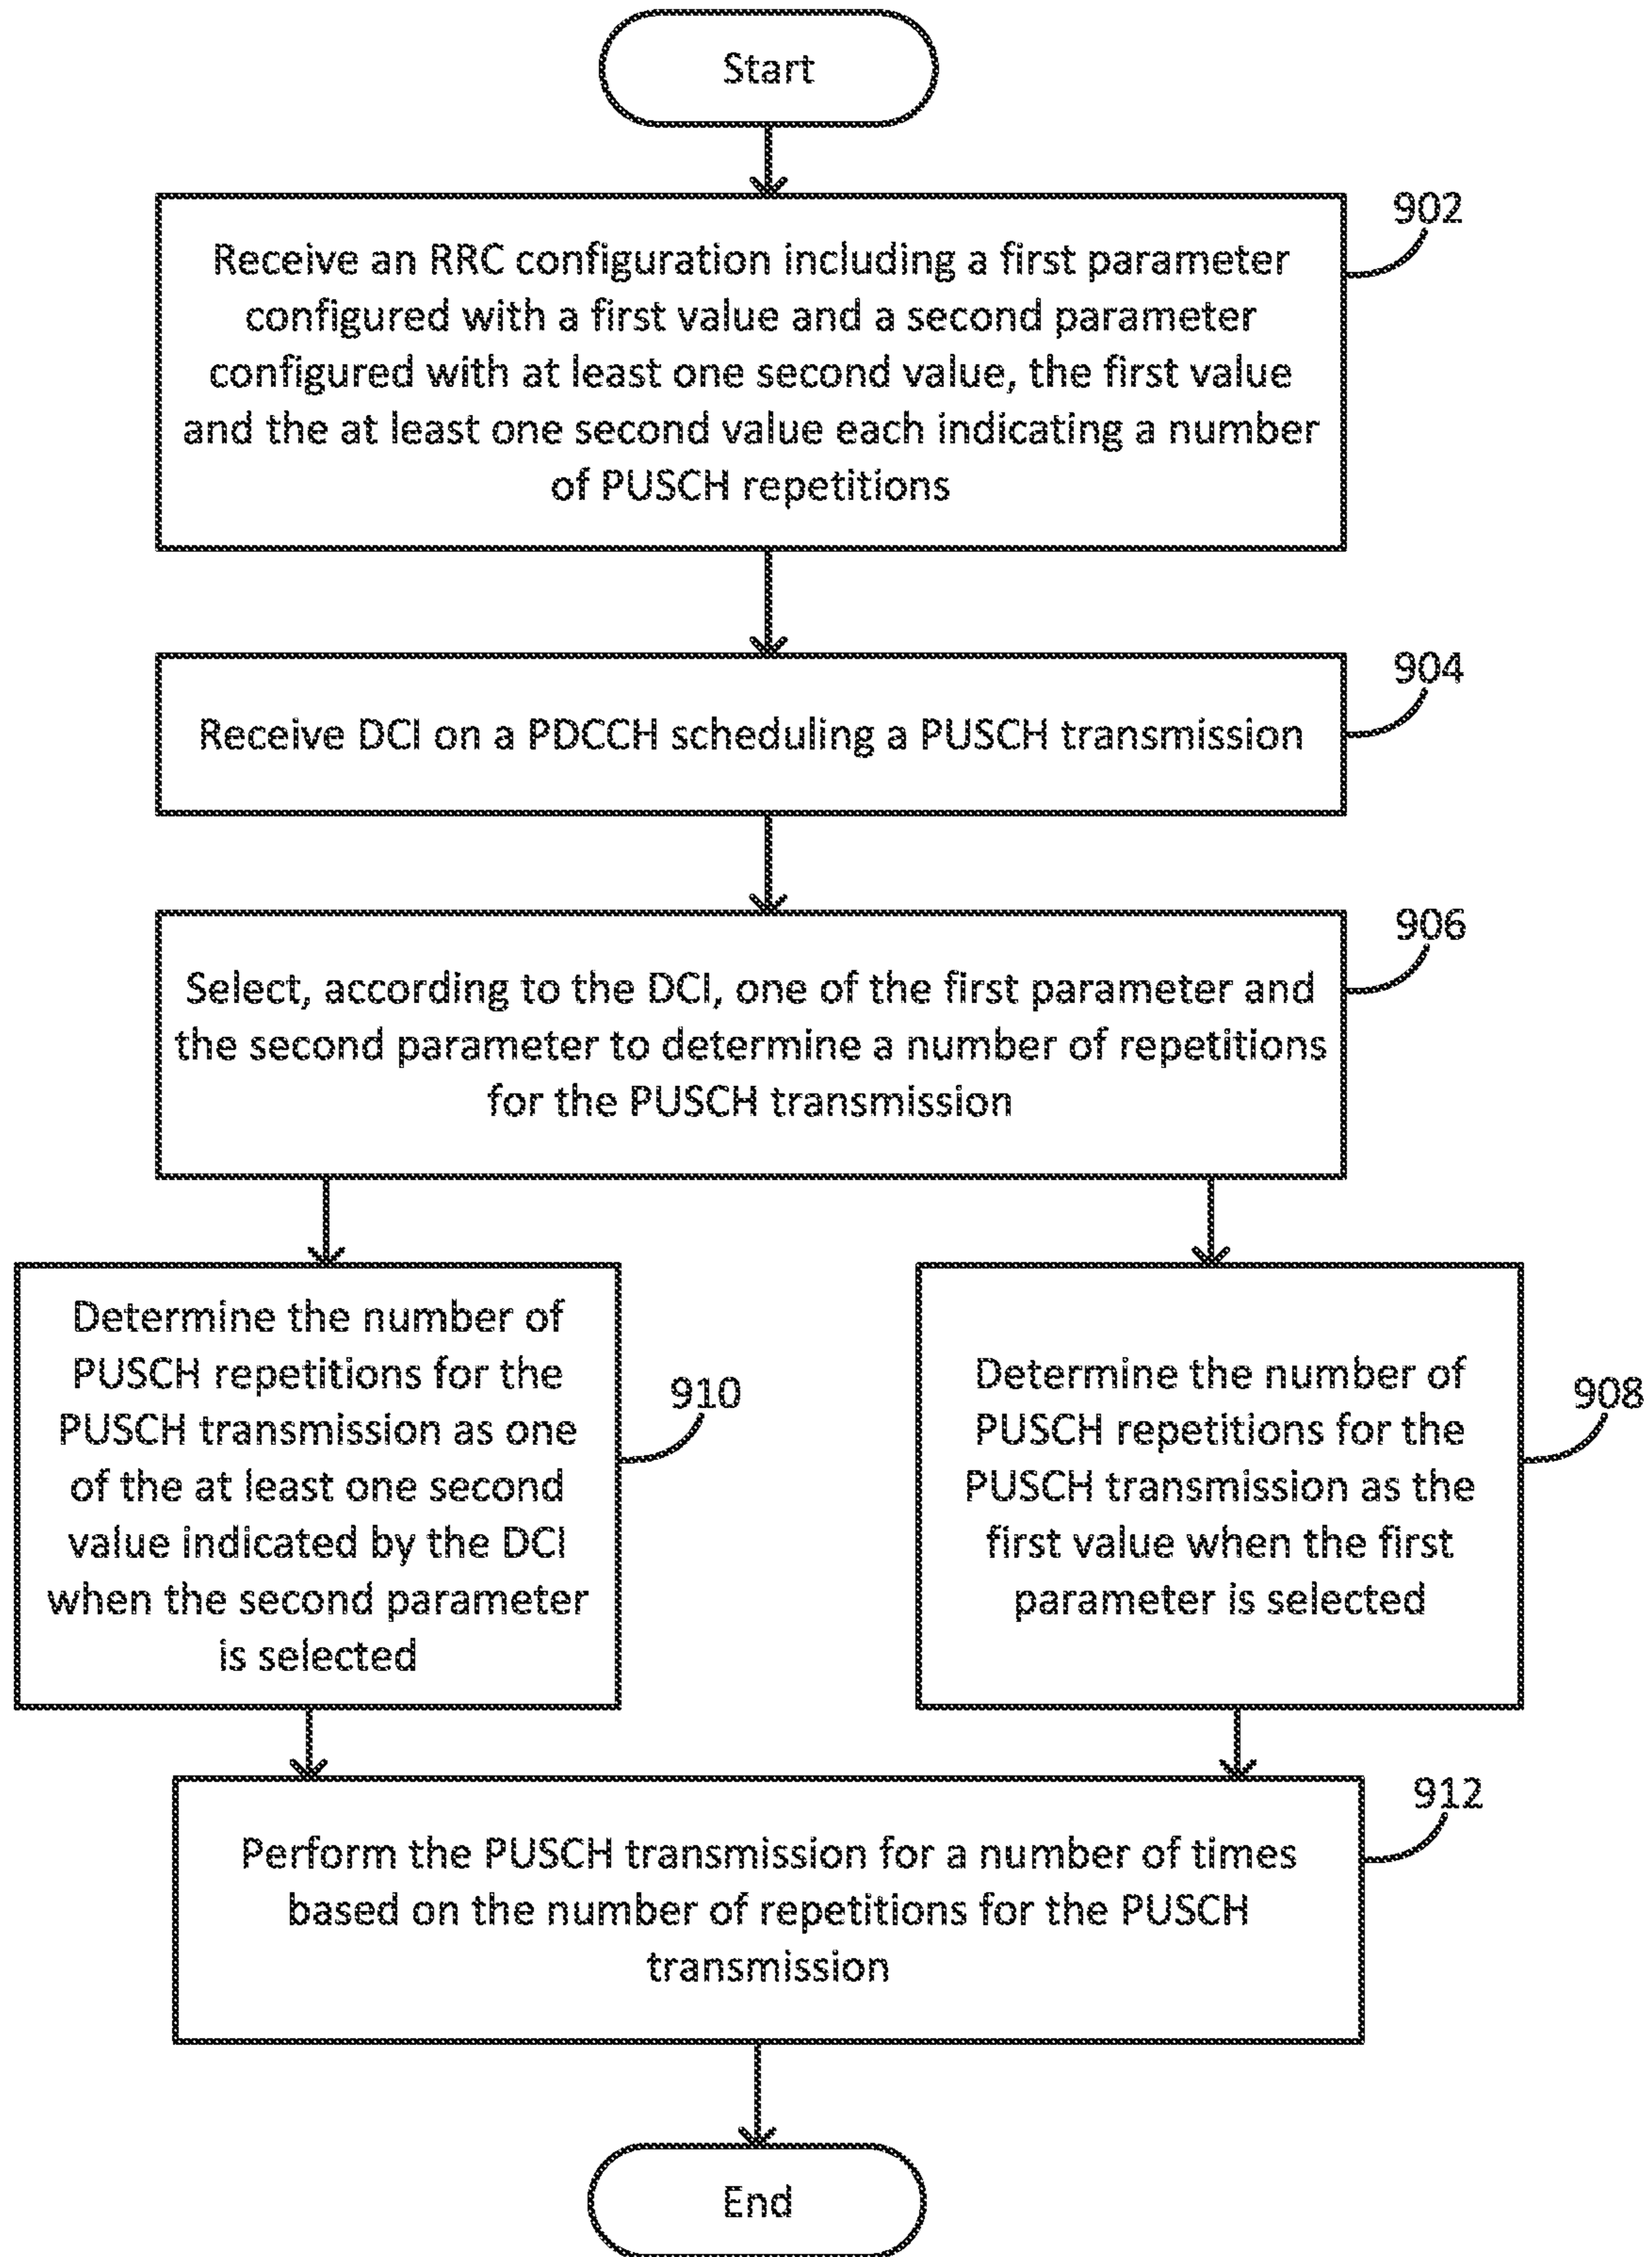 Start
902
Receive an RRC configuration including a first parameter
configured with a first value and a second parameter
configured with at least one second value, the first value
and the at least one second value each indicating a number
of PUSCH repetitions
904
Receive DCI on a PDCCH scheduling a PUSCH transmission
906
Select, according to the DCI, one of the first parameter and
the second parameter to determine a number of repetitions
for the PUSCH transmission
Determine the number of
PUSCH repetitions for the
PUSCH transmission as one
of the at least one second
value indicated by the DCI
when the second parameter
is selected
910
Determine the number of
PUSCH repetitions for the
PUSCH transmission as the
first value when the first
parameter is selected
908
912
Perform the PUSCH transmission for a number of times
based on the number of repetitions for the PUSCH
transmission
End